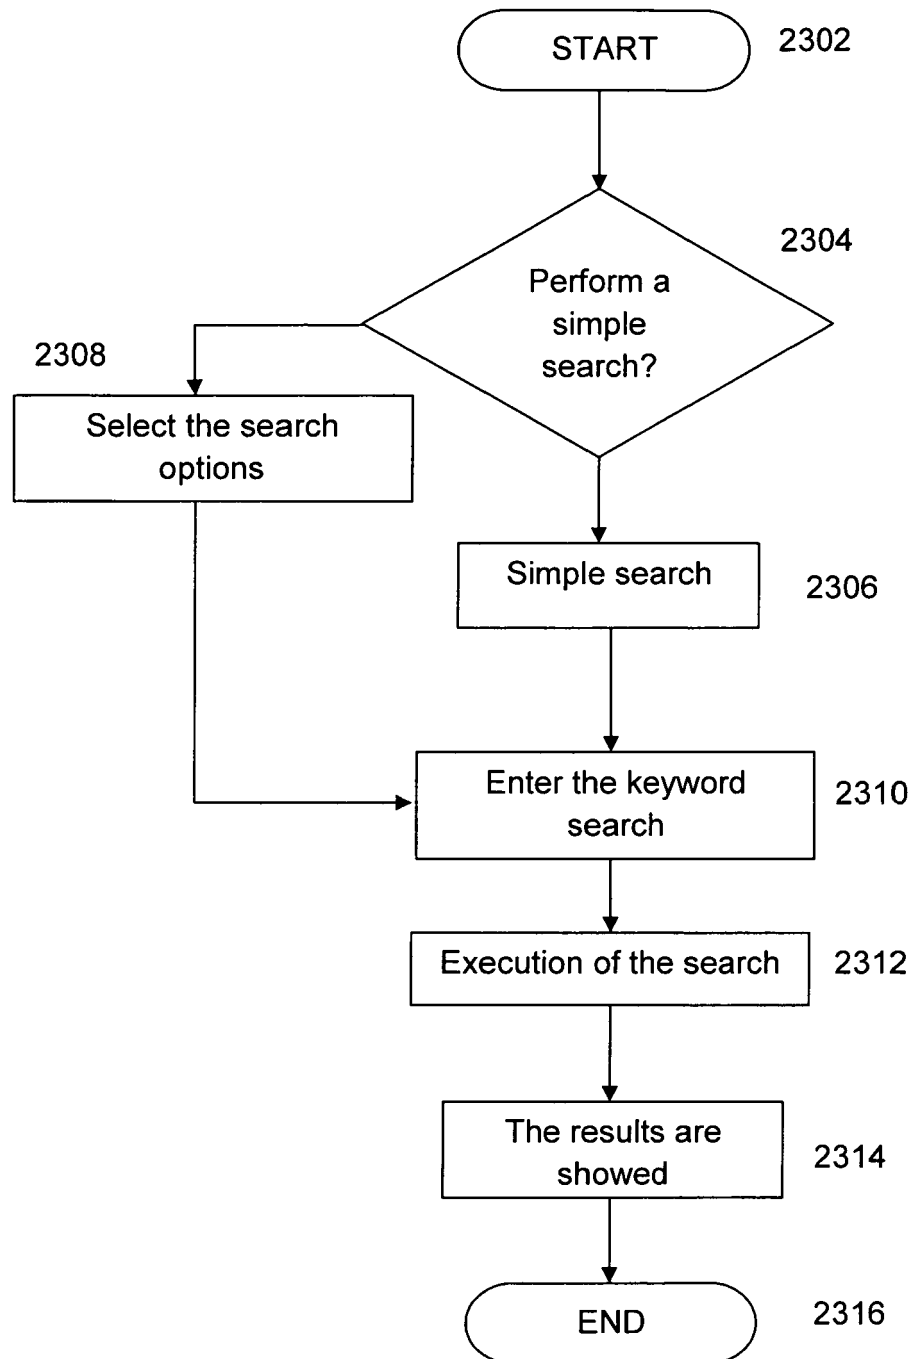 START
2302
2304
Perform a
simple
search?
2308
Select the search
options
Simple search
2306
Enter the keyword
search
2310
Execution of the search
2312
The results are
showed
2314
END
2316